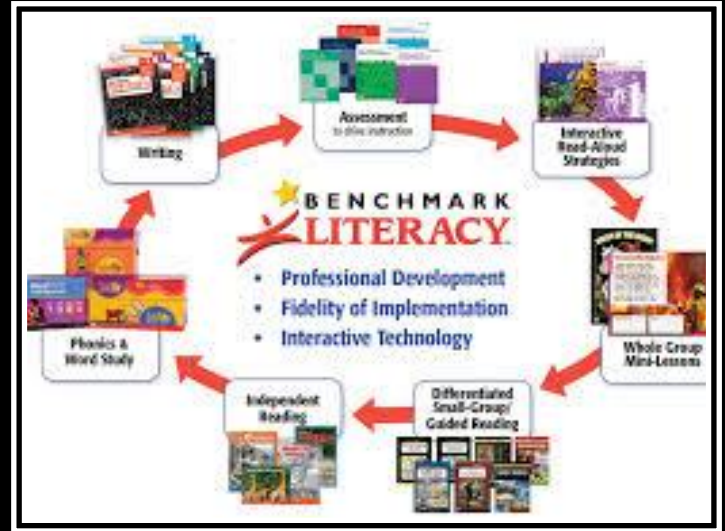 Assessment
to drive instruction
Interactive
Read-Aloud
Strategies
Whole Group
Mini-Lessons
Differentiated
Small-Group/
Guided Reading
Independent
Reading
Phonics &
Word Study
Writing
BENCHMARK
LITERACY
• Professional Development
• Fidelity of Implementation
• Interactive Technology